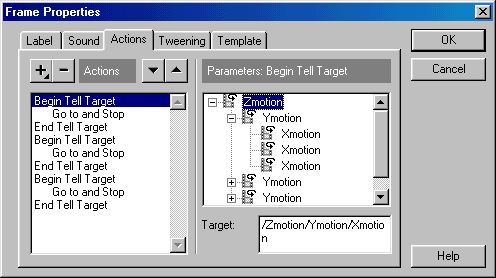 Frame Properties
Label Sound Actions Tweening Template
OK
Cancel
Help
+ - Actions
Begin Tell Target
Go to and Stop
End Tell Target
Begin Tell Target
Go to and Stop
End Tell Target
Begin Tell Target
Go to and Stop
End Tell Target
Parameters: Begin Tell Target
Zmotion
Ymotion
Xmotion
Xmotion
Xmotion
Ymotion
Ymotion
Target:
/Zmotion/Ymotion/Xmotio
n